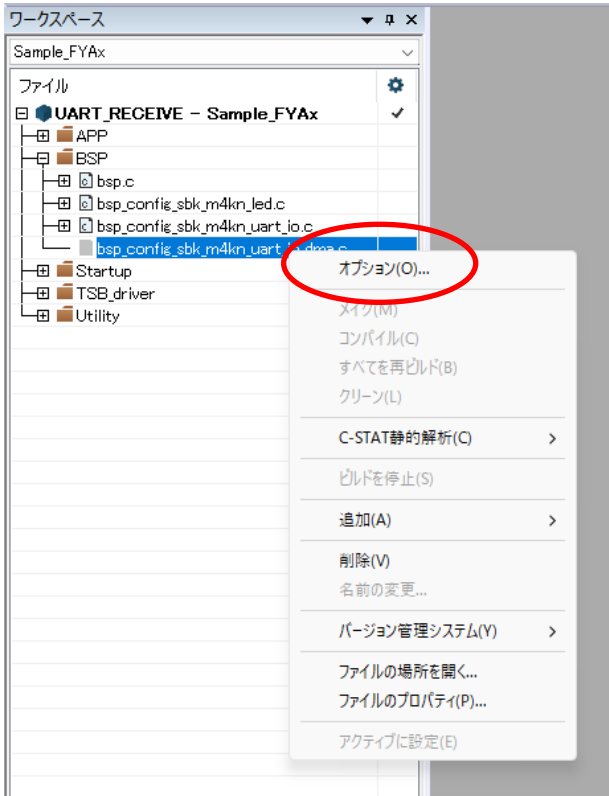 ワークスペース
Sample_FYAx
ファイル
UART_RECEIVE - Sample_FYAx
APP
BSP
bsp.c
bsp_config_sbk_m4kn_led.c
bsp_config_sbk_m4kn_uart_io.c
bsp_config_sbk_m4kn_uart_io_dma.c
Startup
TSB_driver
Utility
オプション(O)...
メイク(M)
コンパイル(C)
すべてを再ビルド(B)
クリーン(L)
C-STAT静的解析(C)
ビルドを停止(S)
追加(A)
削除(V)
名前の変更...
バージョン管理システム(Y)
ファイルの場所を開く...
ファイルのプロパティ(P)...
アクティブに設定(E)